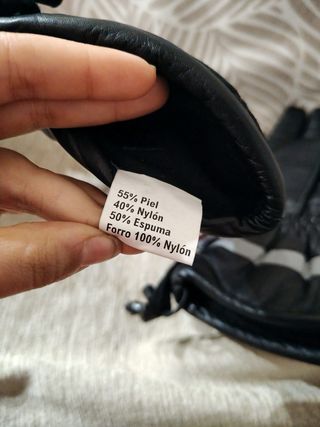 55% Piel
40% Nylón
50% Espuma
Forro 100% Nylón